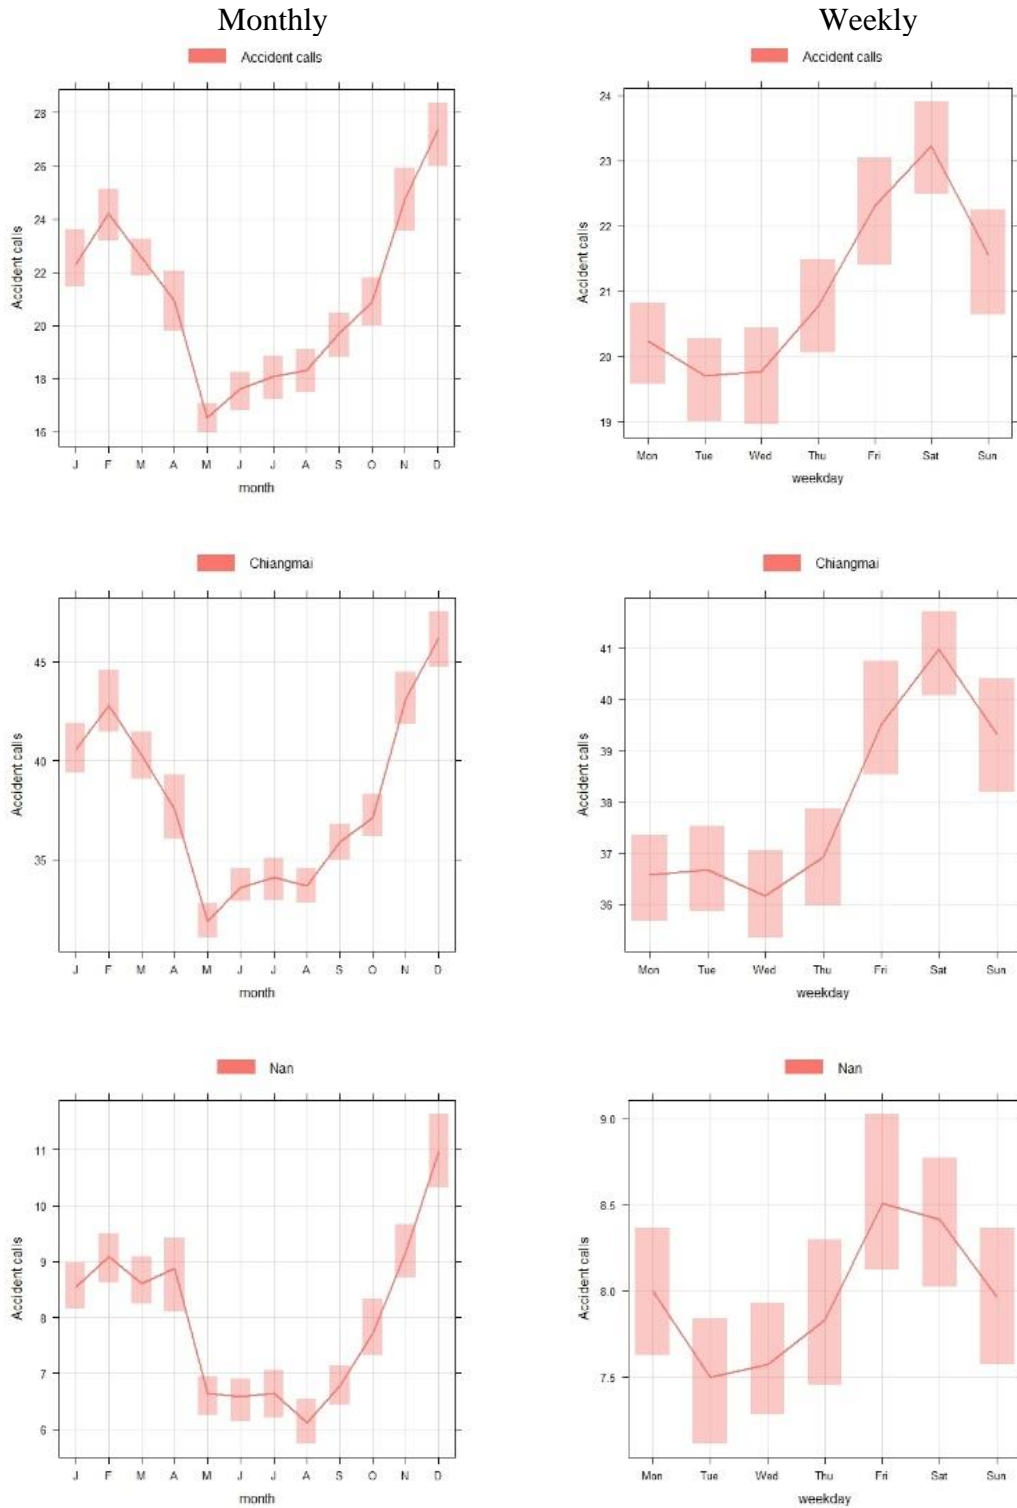 Monthly
Weekly
Accident calls
Accident calls
28
26
24
22
20
18
16
Accident calls
J F M A M J J A S O N D
month
24
23
22
21
20
19
Accident calls
Mon Tue Wed Thu Fri Sat Sun
weekday
Chiangmai
Chiangmai
45
40
35
Accident calls
J F M A M J J A S O N D
month
41
40
39
38
37
36
Accident calls
Mon Tue Wed Thu Fri Sat Sun
weekday
Nan
Nan
11
10
9
8
7
6
Accident calls
J F M A M J J A S O N D
month
9.0
8.5
8.0
7.5
Accident calls
Mon Tue Wed Thu Fri Sat Sun
weekday